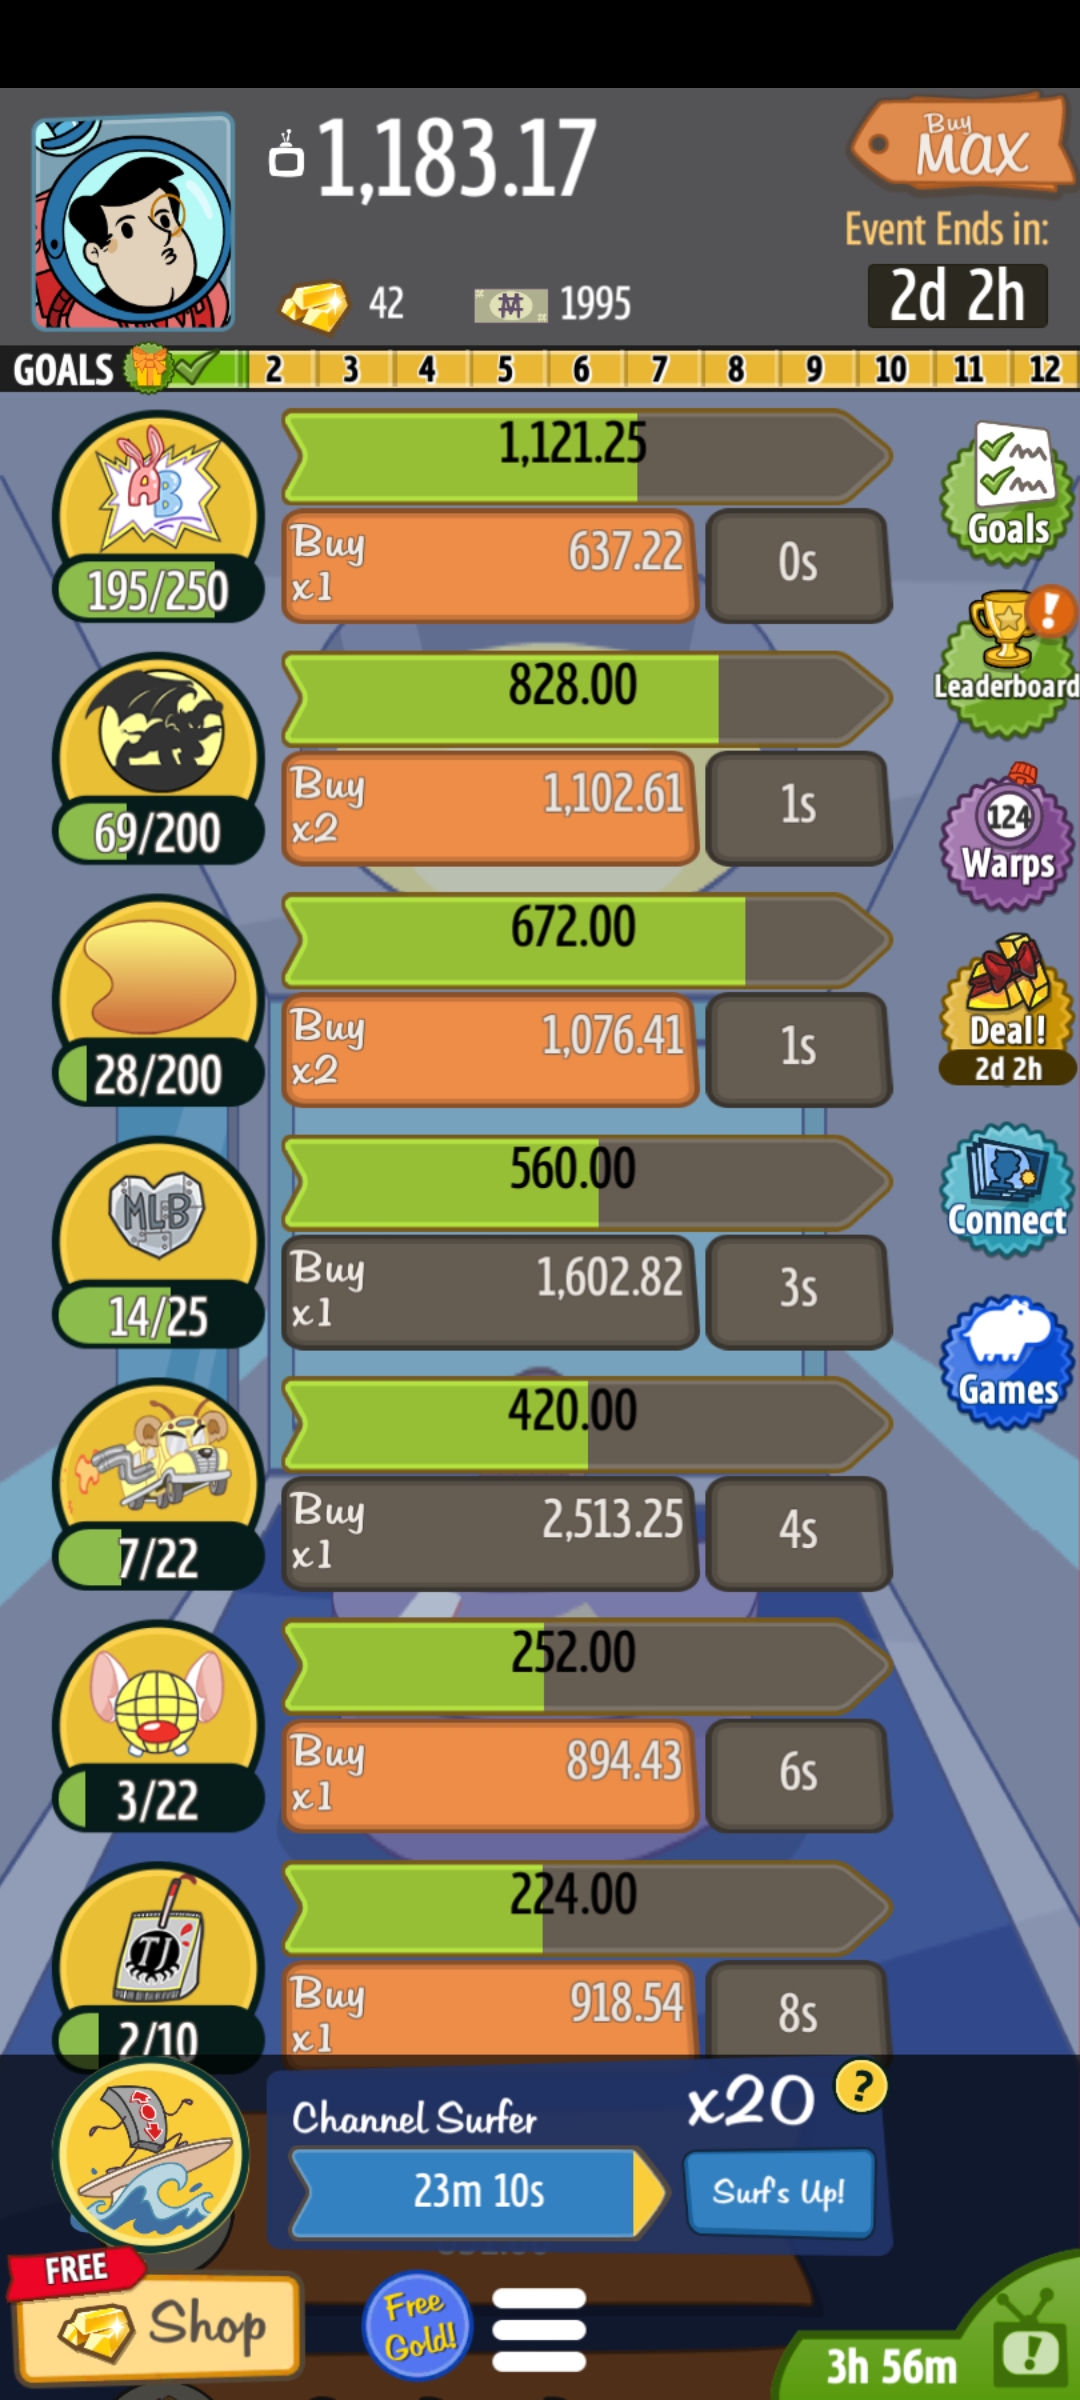 1,183.17
Buy
MAX
Event Ends in:
42
1995
2d 2h
GOALS 2 3 4 5 6 7 8 9 10 11 12
AB
1,121.25
Buy
x1
637.22
0s
195/250
Goals
828.00
Buy
x2
1,102.61
1s
69/200
Leaderboard
124
Warps
672.00
Buy
x2
1,076.41
1s
28/200
Deal!
2d 2h
MLB
560.00
Buy
x1
1,602.82
3s
14/25
Connect
420.00
Buy
x1
2,513.25
4s
7/22
Games
252.00
Buy
x1
894.43
6s
3/22
TJ
224.00
Buy
x1
918.54
8s
2/10
Channel Surfer
x20
?
23m 10s
Surf's Up!
FREE
Shop
Free
Gold!
3h 56m